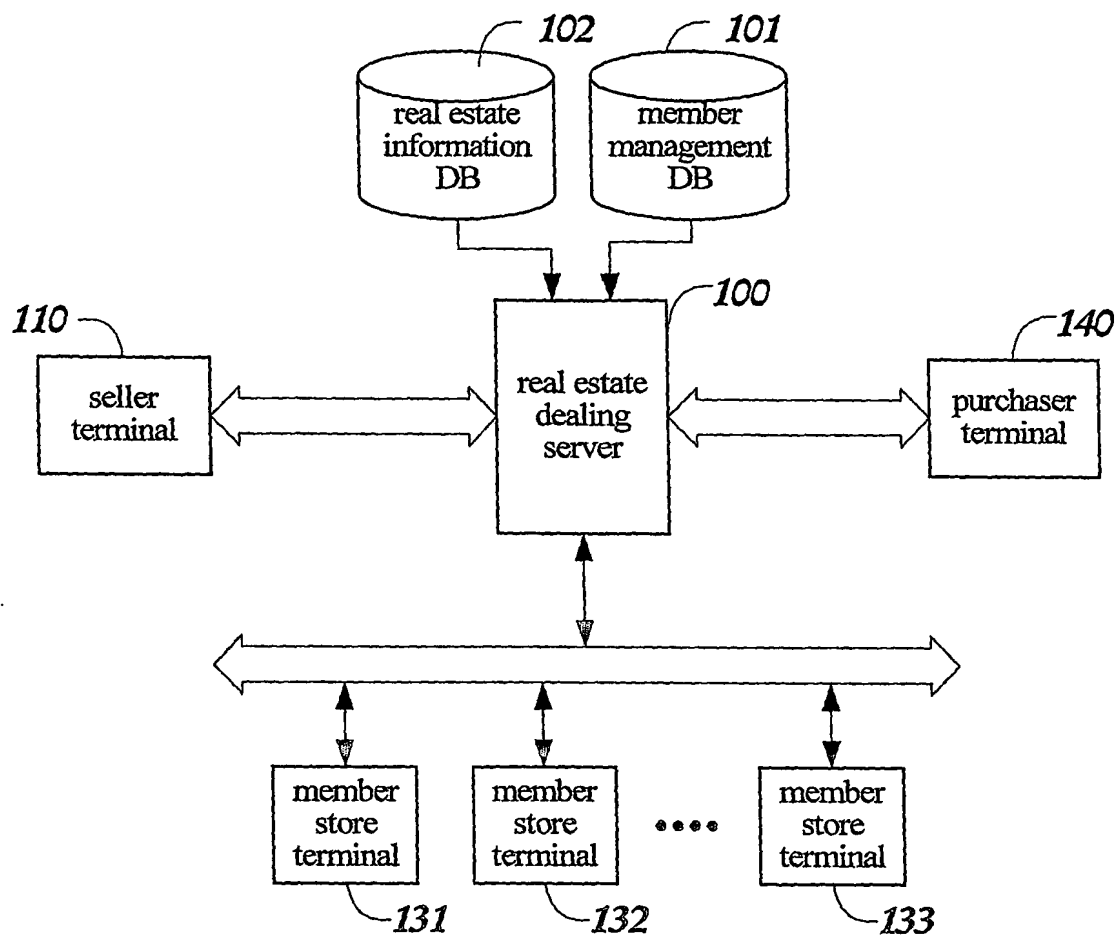 102
101
real estate
information
DB
member
management
DB
100
110
140
seller
terminal
real estate
dealing
server
purchaser
terminal
member
store
terminal
member
store
terminal
member
store
terminal
131
132
133